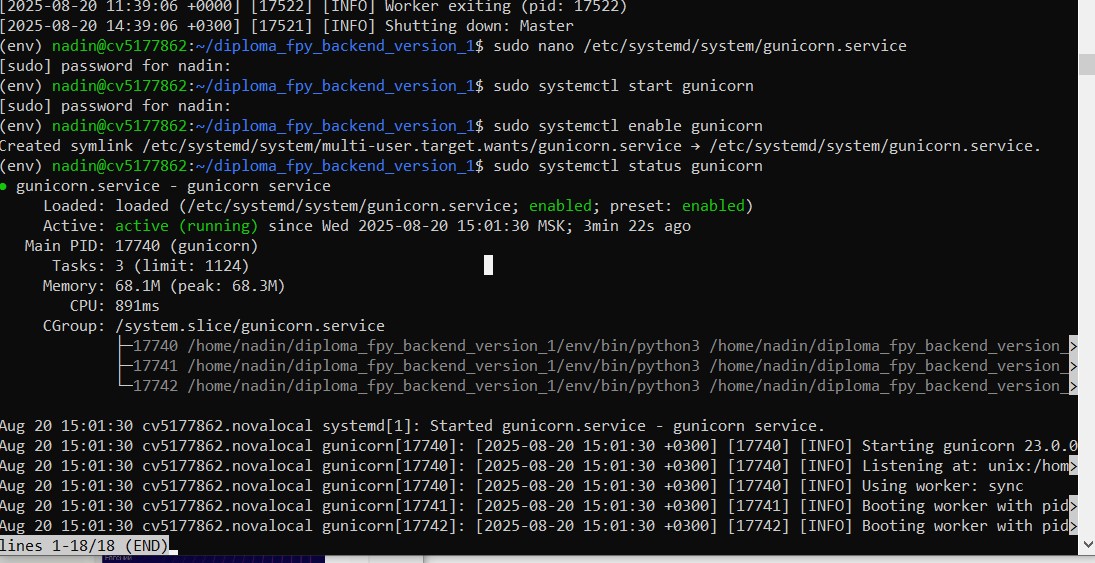 [2025-08-20 11:39:06 +0000] [17522] [INFO] Worker exiting (pid: 17522)
[2025-08-20 14:39:06 +0300] [17521] [INFO] Shutting down: Master
(env) nadin@cv5177862:~/diploma_fpy_backend_version_1$ sudo nano /etc/systemd/system/gunicorn.service
[sudo] password for nadin:
(env) nadin@cv5177862:~/diploma_fpy_backend_version_1$ sudo systemctl start gunicorn
[sudo] password for nadin:
(env) nadin@cv5177862:~/diploma_fpy_backend_version_1$ sudo systemctl enable gunicorn
Created symlink /etc/systemd/system/multi-user.target.wants/gunicorn.service → /etc/systemd/system/gunicorn.service.
(env) nadin@cv5177862:~/diploma_fpy_backend_version_1$ sudo systemctl status gunicorn
● gunicorn.service - gunicorn service
Loaded: loaded (/etc/systemd/system/gunicorn.service; enabled; preset: enabled)
Active: active (running) since Wed 2025-08-20 15:01:30 MSK; 3min 22s ago
Main PID: 17740 (gunicorn)
Tasks: 3 (limit: 1124)
Memory: 68.1M (peak: 68.3M)
CPU: 891ms
CGroup: /system.slice/gunicorn.service
├─17740 /home/nadin/diploma_fpy_backend_version_1/env/bin/python3 /home/nadin/diploma_fpy_backend_version_>
├─17741 /home/nadin/diploma_fpy_backend_version_1/env/bin/python3 /home/nadin/diploma_fpy_backend_version_>
└─17742 /home/nadin/diploma_fpy_backend_version_1/env/bin/python3 /home/nadin/diploma_fpy_backend_version_>
Aug 20 15:01:30 cv5177862.novalocal systemd[1]: Started gunicorn.service - gunicorn service.
Aug 20 15:01:30 cv5177862.novalocal gunicorn[17740]: [2025-08-20 15:01:30 +0300] [17740] [INFO] Starting gunicorn 23.0.0
Aug 20 15:01:30 cv5177862.novalocal gunicorn[17740]: [2025-08-20 15:01:30 +0300] [17740] [INFO] Listening at: unix:/hom>
Aug 20 15:01:30 cv5177862.novalocal gunicorn[17740]: [2025-08-20 15:01:30 +0300] [17740] [INFO] Using worker: sync
Aug 20 15:01:30 cv5177862.novalocal gunicorn[17741]: [2025-08-20 15:01:30 +0300] [17741] [INFO] Booting worker with pid>
Aug 20 15:01:30 cv5177862.novalocal gunicorn[17742]: [2025-08-20 15:01:30 +0300] [17742] [INFO] Booting worker with pid>
lines 1-18/18 (END)